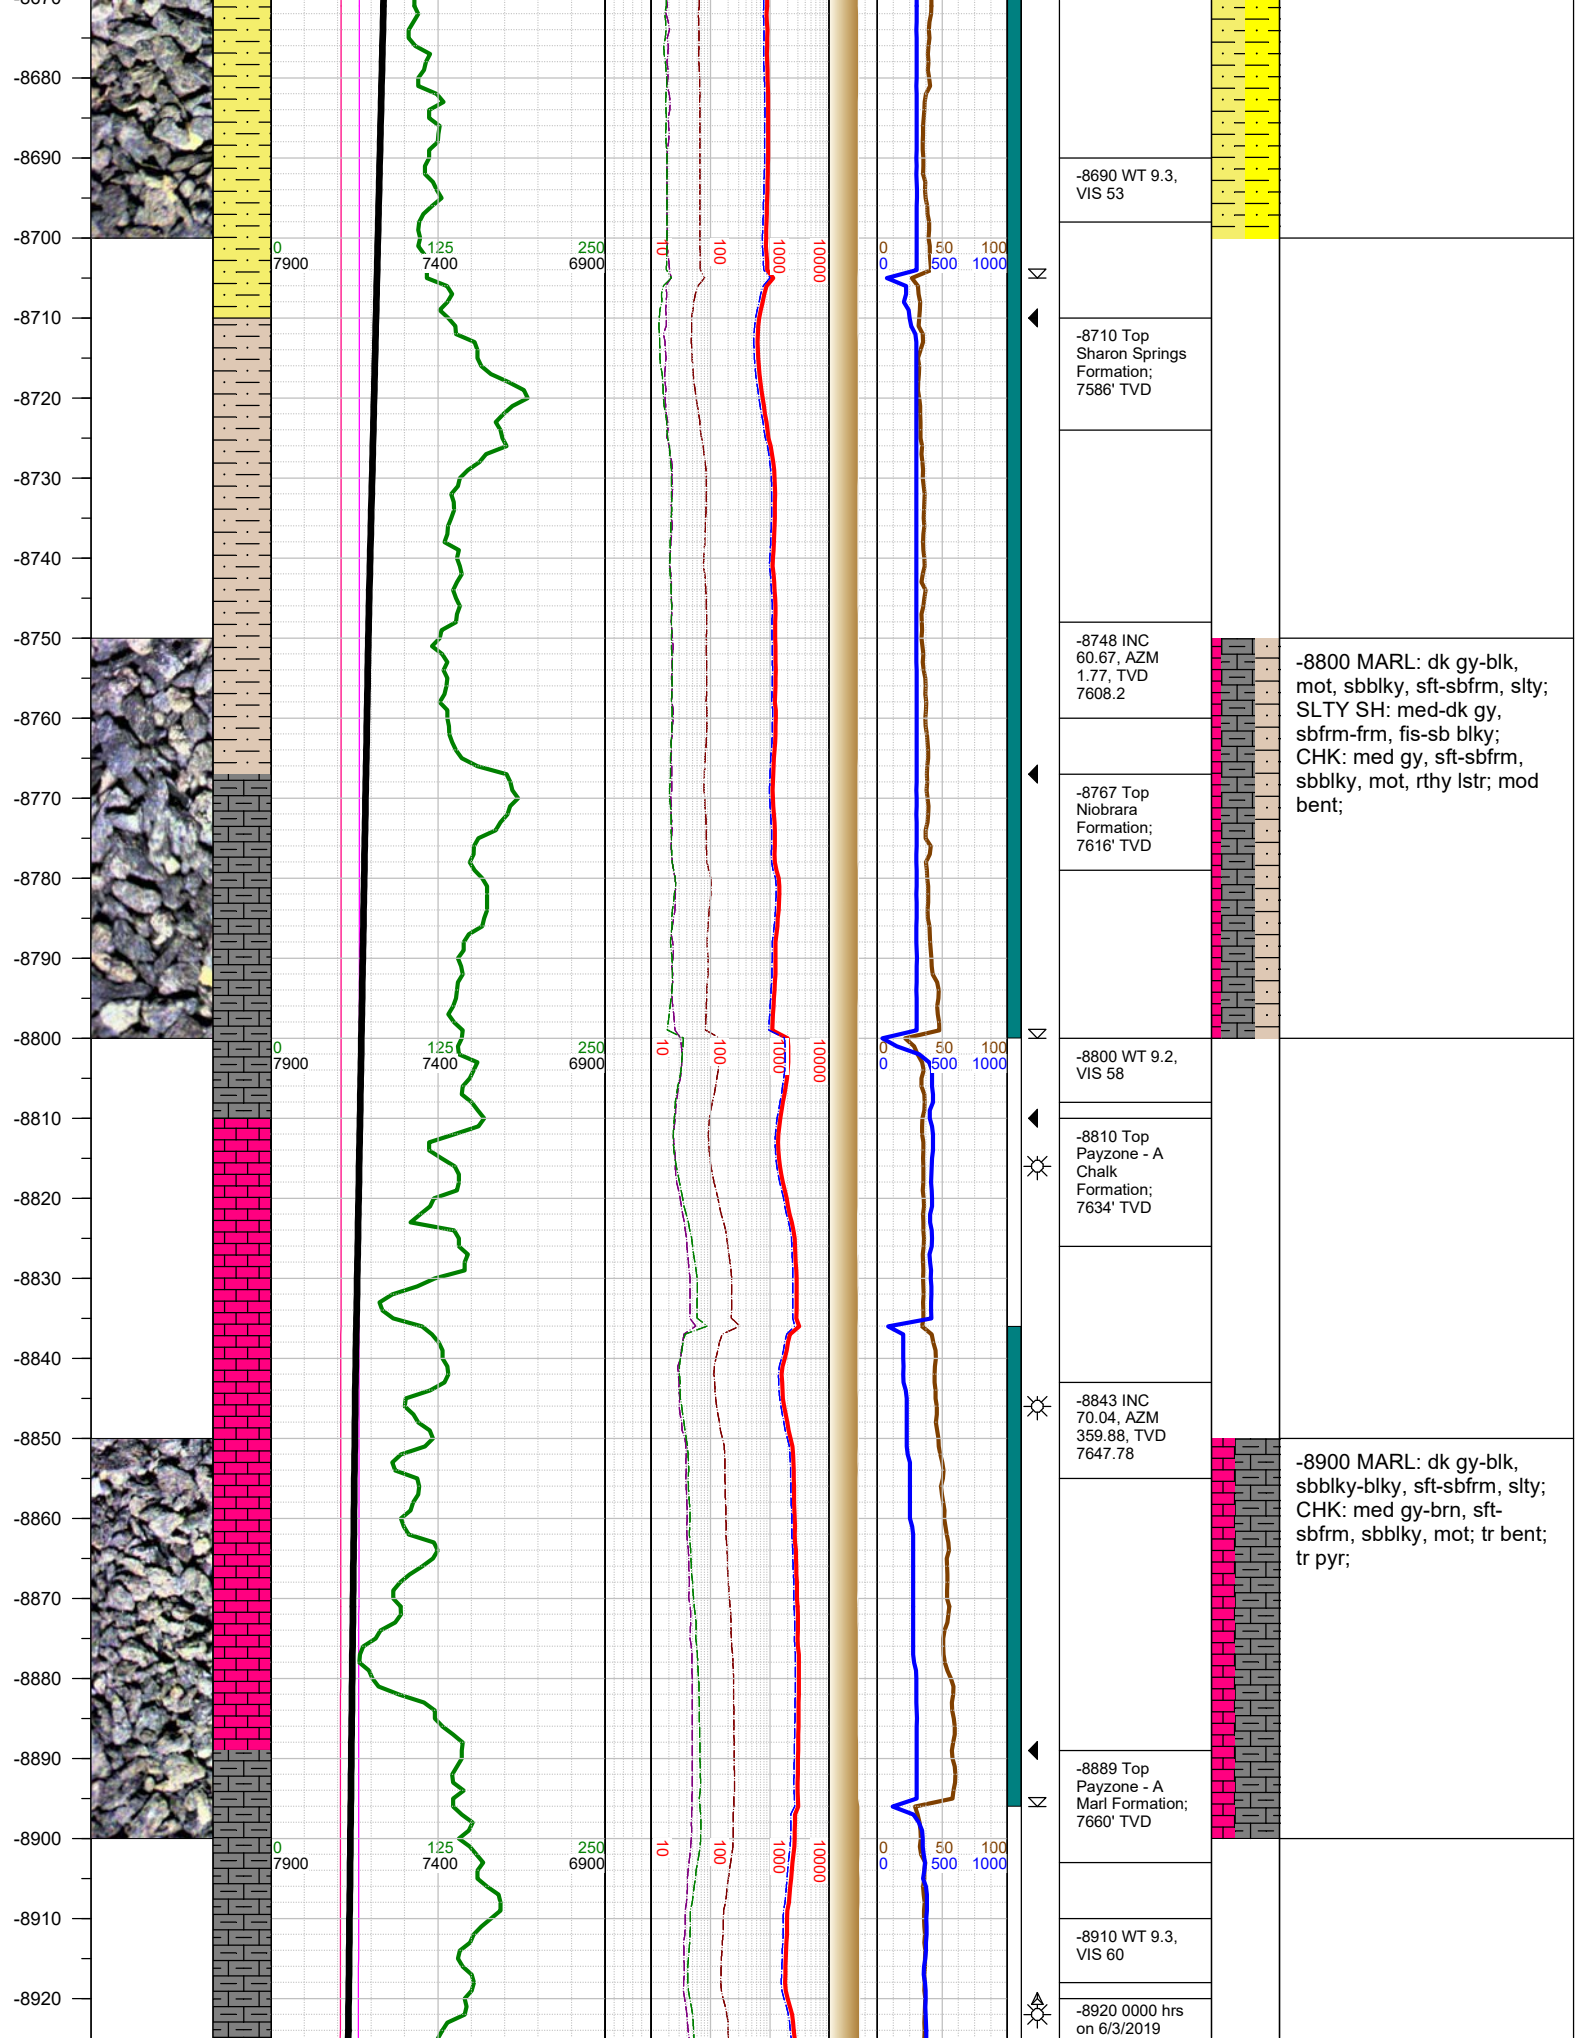 -8680
-8690
-8700
-8710
-8720
-8730
-8740
-8750
-8760
-8770
-8780
-8790
-8800
-8810
-8820
-8830
-8840
-8850
-8860
-8870
-8880
-8890
-8900
-8910
-8920
0 125 250
7900 7400 6900
10 100 1000 10000
0 50 100
0 500 1000
0 125 250
7900 7400 6900
10 100 1000 10000
0 50 100
0 500 1000
0 125 250
7900 7400 6900
10 100 1000 10000
0 50 100
0 500 1000
-8690 WT 9.3,
VIS 53
-8710 Top
Sharon Springs
Formation;
7586' TVD
-8748 INC
60.67, AZM
1.77, TVD
7608.2
-8767 Top
Niobrara
Formation;
7616' TVD
-8800 WT 9.2,
VIS 58
-8810 Top
Payzone - A
Chalk
Formation;
7634' TVD
-8843 INC
70.04, AZM
359.88, TVD
7647.78
-8889 Top
Payzone - A
Marl Formation;
7660' TVD
-8910 WT 9.3,
VIS 60
-8920 0000 hrs
on 6/3/2019
-8800 MARL: dk gy-blk,
mot, sbblky, sft-sbfrm, slty;
SLTY SH: med-dk gy,
sbfrm-frm, fis-sb blky;
CHK: med gy, sft-sbfrm,
sbblky, mot, rthy lstr; mod
bent;
-8900 MARL: dk gy-blk,
sbblky-blky, sft-sbfrm, slty;
CHK: med gy-brn, sft-
sbfrm, sbblky, mot; tr bent;
tr pyr;